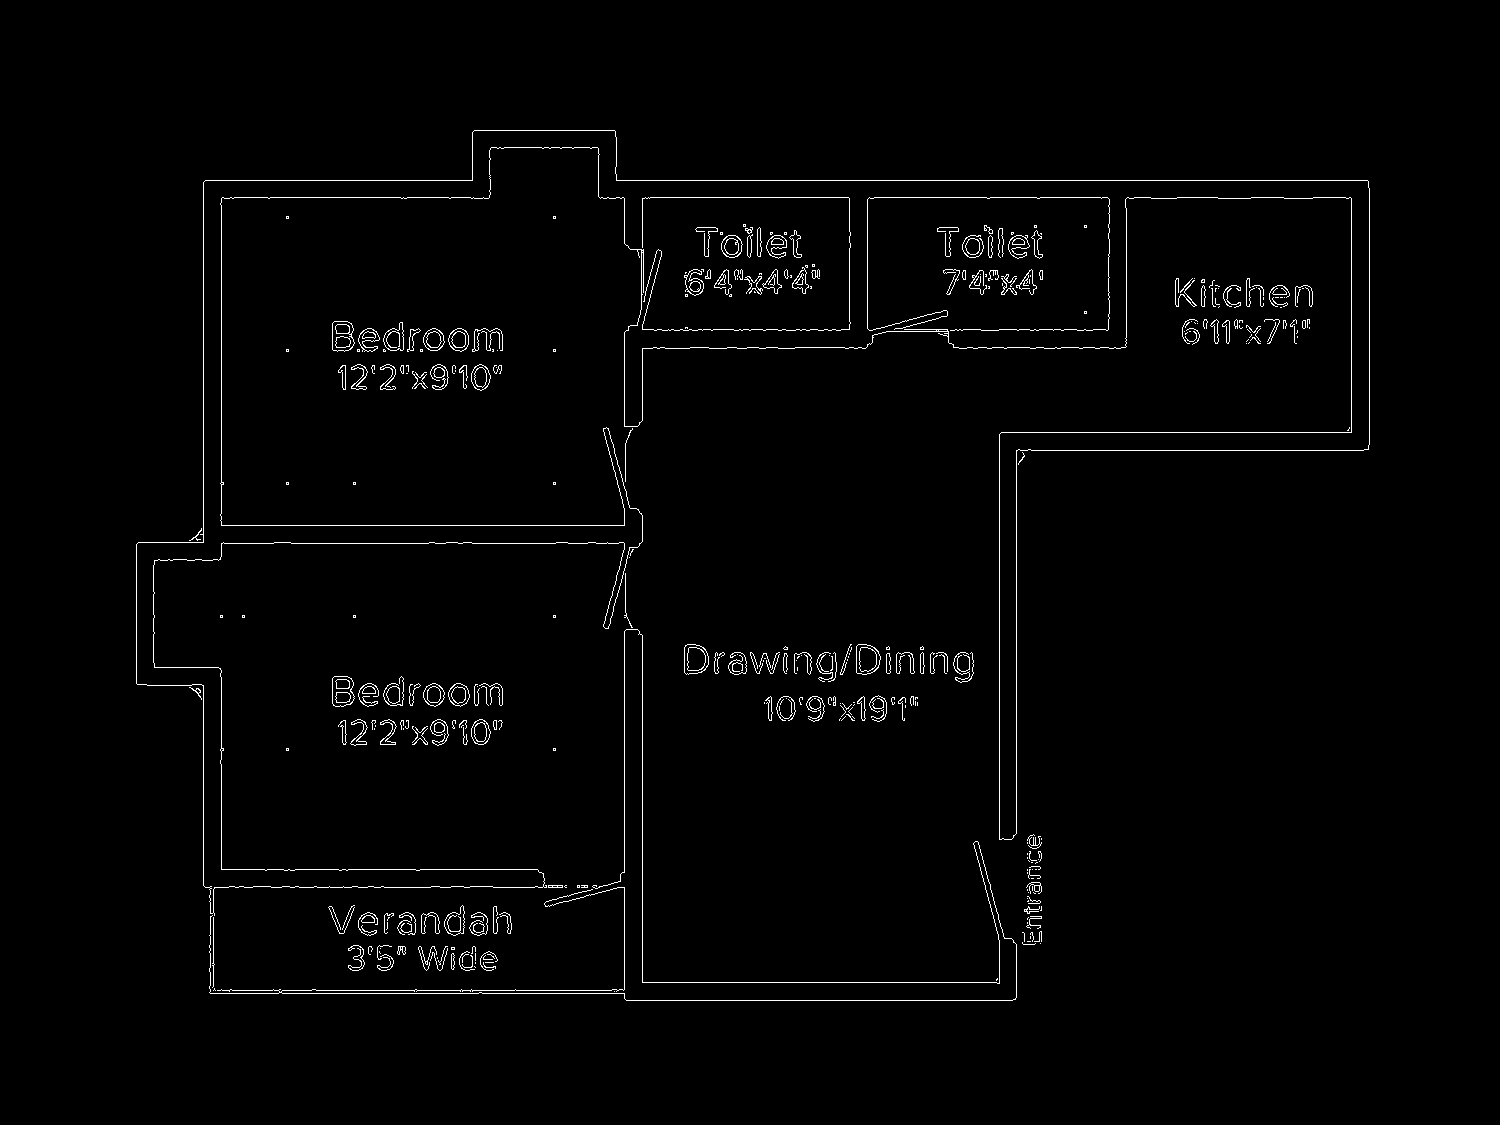 Toilet
6'4"x4'4"
Toilet
7'4"x4'
Kitchen
6'11"x7'1"
Bedroom
12'2"x9'10"
Drawing/Dining
10'9"x19'1"
Bedroom
12'2"x9'10"
Entrance
Verandah
3'5" Wide